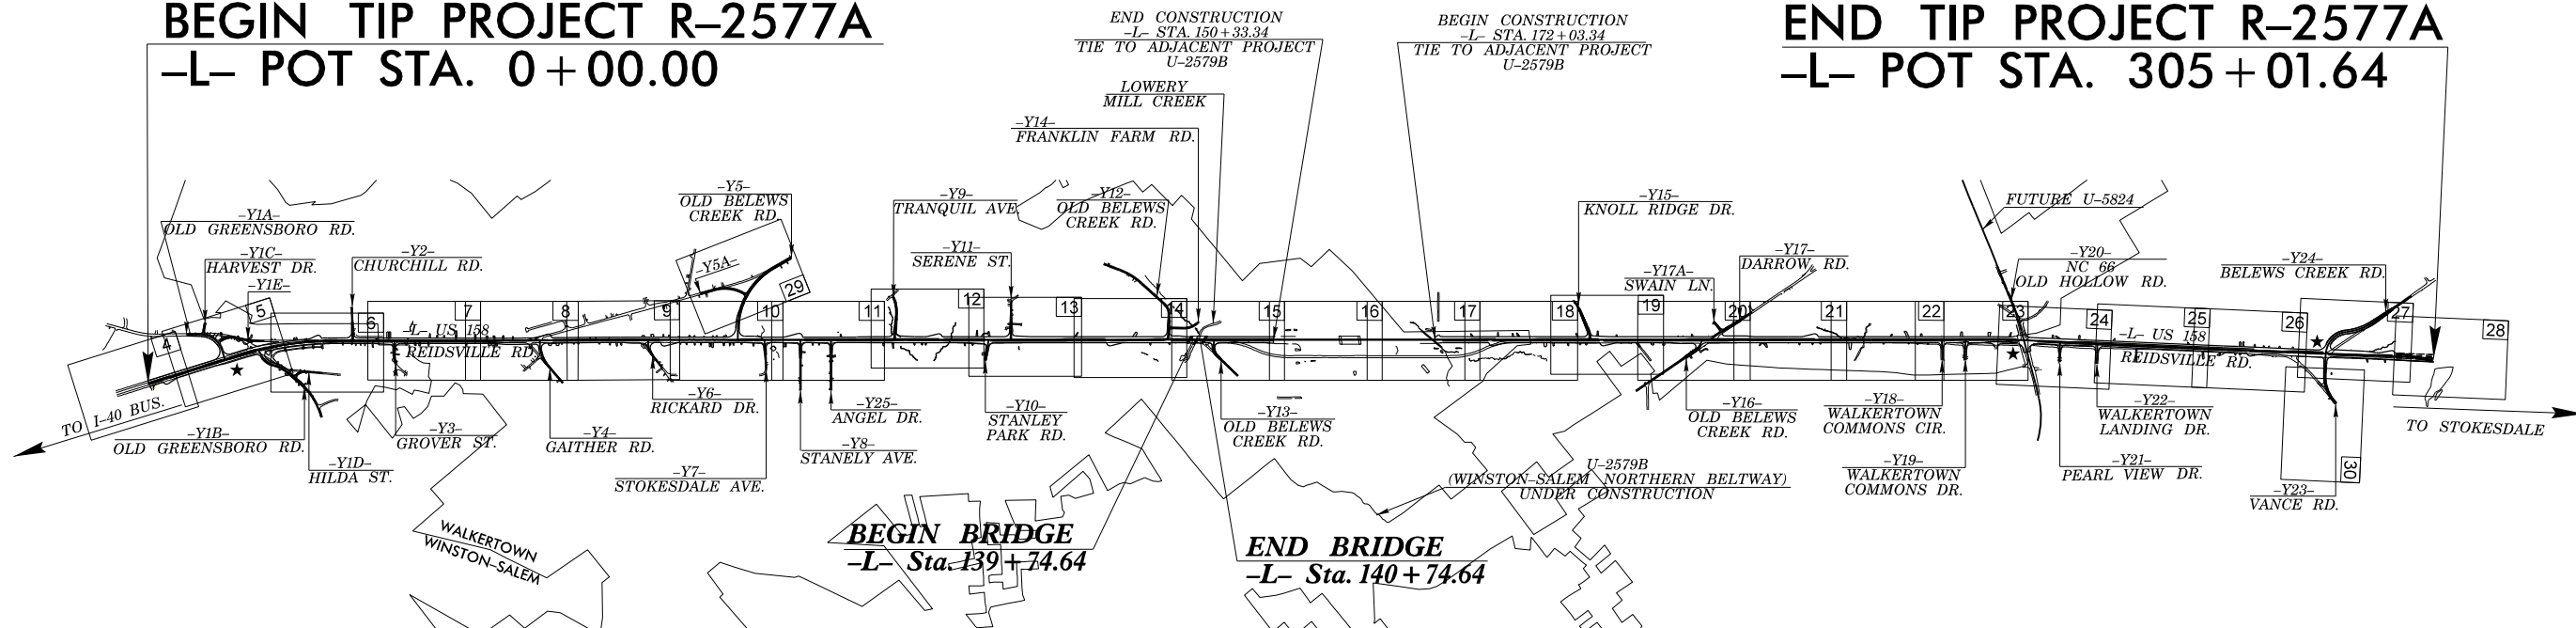 BEGIN TIP PROJECT R–2577A
–L– POT STA. 0+00.00
END CONSTRUCTION
–L– STA. 150+33.34
TIE TO ADJACENT PROJECT
U–2579B
BEGIN CONSTRUCTION
–L– STA. 172+03.34
TIE TO ADJACENT PROJECT
U–2579B
END TIP PROJECT R–2577A
–L– POT STA. 305+01.64
LOWERY
MILL CREEK
–Y14–
FRANKLIN FARM RD.
–Y1A–
OLD GREENSBORO RD.
–Y1C–
HARVEST DR.
–Y1E–
–Y2–
CHURCHILL RD.
–Y5–
OLD BELEWS
CREEK RD.
–Y5A–
–Y9–
TRANQUIL AVE.
–Y11–
SERENE ST.
–Y12–
OLD BELEWS
CREEK RD.
–Y15–
KNOLL RIDGE DR.
–Y17A–
SWAIN LN.
–Y17–
DARROW RD.
FUTURE U–5824
–Y20–
NC 66
OLD HOLLOW RD.
–Y24–
BELEWS CREEK RD.
4
5
6
7
8
9
10
29
11
12
13
14
15
16
17
18
19
20
21
22
23
24
25
26
27
28
–L– US 158
REIDSVILLE RD.
–L– US 158
REIDSVILLE RD.
TO I–40 BUS.
–Y1B–
OLD GREENSBORO RD.
–Y1D–
HILDA ST.
–Y3–
GROVER ST.
–Y4–
GAITHER RD.
–Y6–
RICKARD DR.
–Y7–
STOKESDALE AVE.
–Y25–
ANGEL DR.
–Y8–
STANELY AVE.
–Y10–
STANLEY
PARK RD.
–Y13–
OLD BELEWS
CREEK RD.
–Y16–
OLD BELEWS
CREEK RD.
–Y18–
WALKERTOWN
COMMONS CIR.
–Y19–
WALKERTOWN
COMMONS DR.
–Y21–
PEARL VIEW DR.
–Y22–
WALKERTOWN
LANDING DR.
–Y23–
VANCE RD.
30
TO STOKESDALE
U–2579B
(WINSTON–SALEM NORTHERN BELTWAY)
UNDER CONSTRUCTION
WALKERTOWN
WINSTON–SALEM
BEGIN BRIDGE
–L– Sta. 139+74.64
END BRIDGE
–L– Sta. 140+74.64